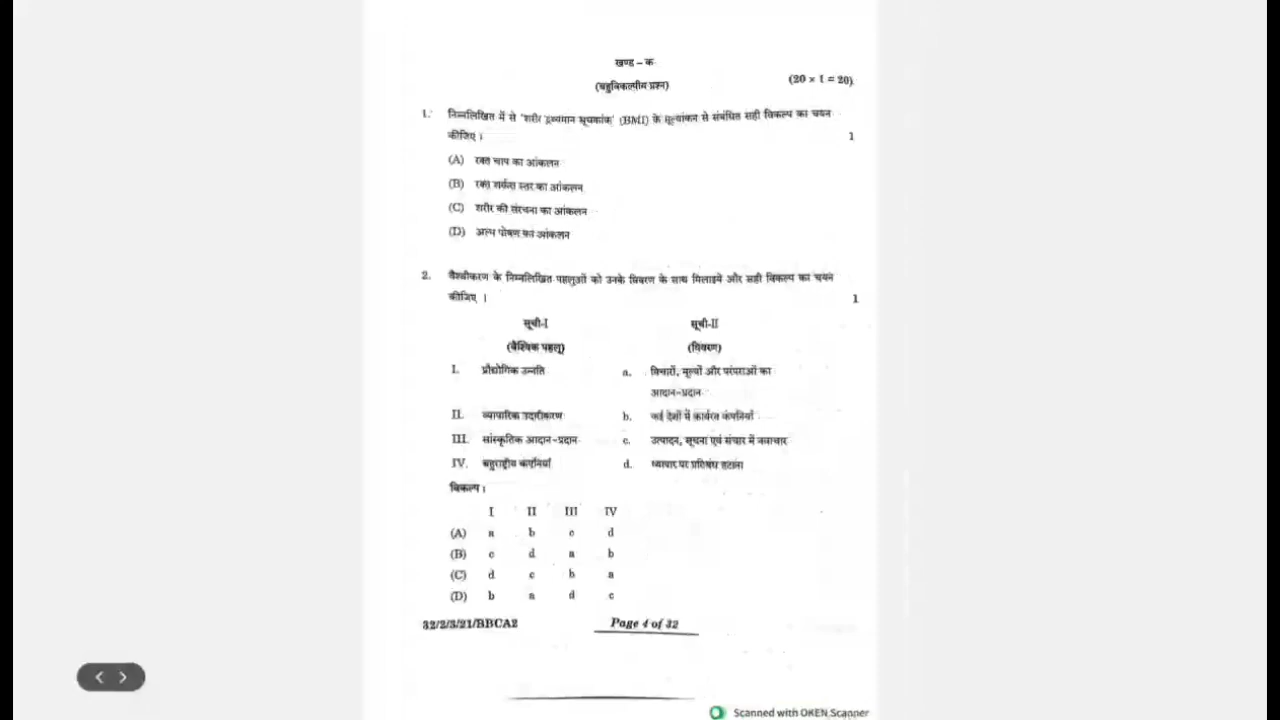 खण्ड – क
(बहुविकल्पीय प्रश्न) (20 × 1 = 20)
1. निम्नलिखित में से 'शरीर द्रव्यमान सूचकांक' (BMI) के मूल्यांकन से संबंधित सही विकल्प का चयन
कीजिए । 1
(A) रक्त चाप का आंकलन
(B) रक्त शर्करा स्तर का आंकलन
(C) शरीर की संरचना का आंकलन
(D) अल्प पोषण का आंकलन
2. वैश्वीकरण के निम्नलिखित पहलुओं को उनके विवरण के साथ मिलाइये और सही विकल्प का चयन
कीजिए । 1
सूची-I सूची-II
(वैश्विक पहलू) (विवरण)
I. प्रौद्योगिक उन्नति a. विचारों, मूल्यों और परंपराओं का
आदान-प्रदान
II. व्यापारिक उदारीकरण b. कई देशों में कार्यरत कंपनियाँ
III. सांस्कृतिक आदान-प्रदान c. उत्पादन, सूचना एवं संचार में नवाचार
IV. बहुराष्ट्रीय कंपनियाँ d. व्यापार पर प्रतिबंध हटाना
विकल्प ।
I II III IV
(A) a b c d
(B) c d a b
(C) d c b a
(D) b a d c
32/2/3/21/BBCA2 Page 4 of 32
Scanned with OKEN Scanner